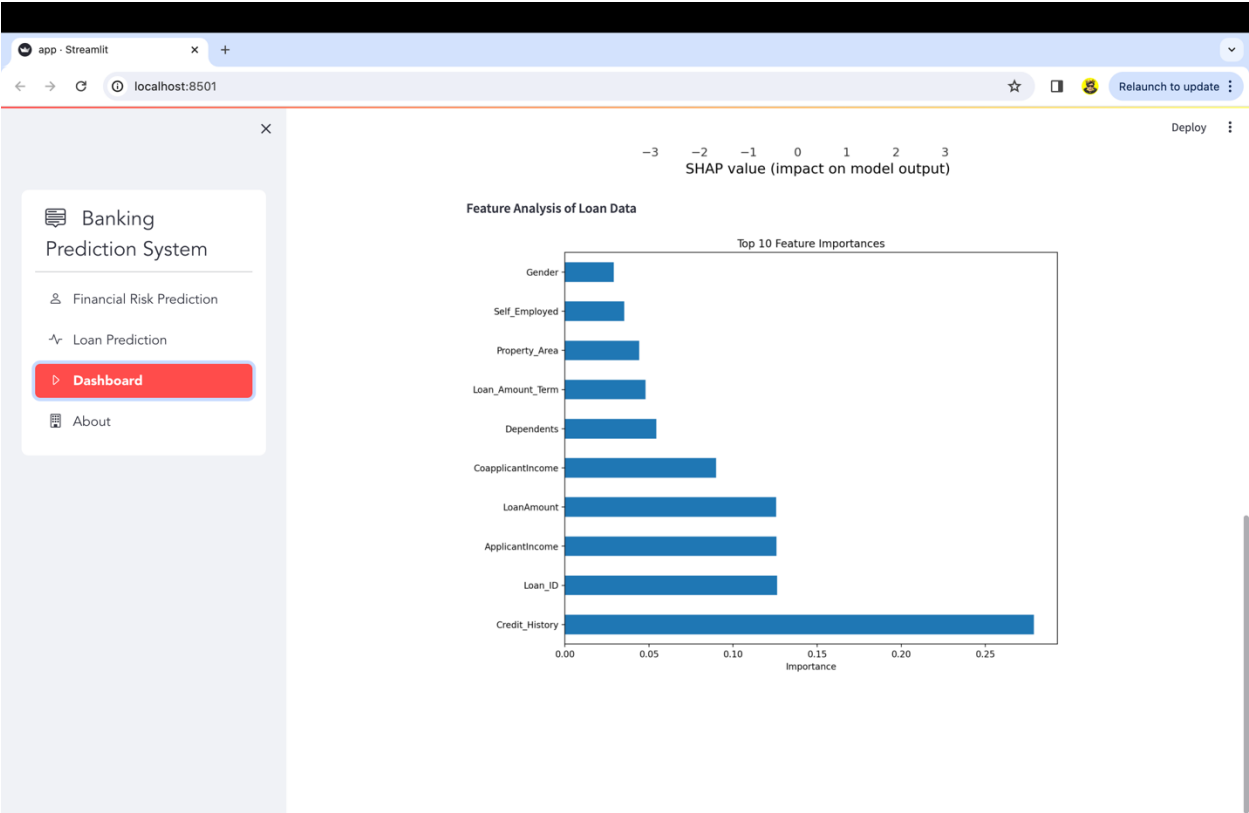 app · Streamlit
localhost:8501
Relaunch to update
Deploy
Banking
Prediction System
Financial Risk Prediction
Loan Prediction
Dashboard
About
−3 −2 −1 0 1 2 3
SHAP value (impact on model output)
Feature Analysis of Loan Data
Top 10 Feature Importances
Gender
Self_Employed
Property_Area
Loan_Amount_Term
Dependents
CoapplicantIncome
LoanAmount
ApplicantIncome
Loan_ID
Credit_History
0.00 0.05 0.10 0.15 0.20 0.25
Importance